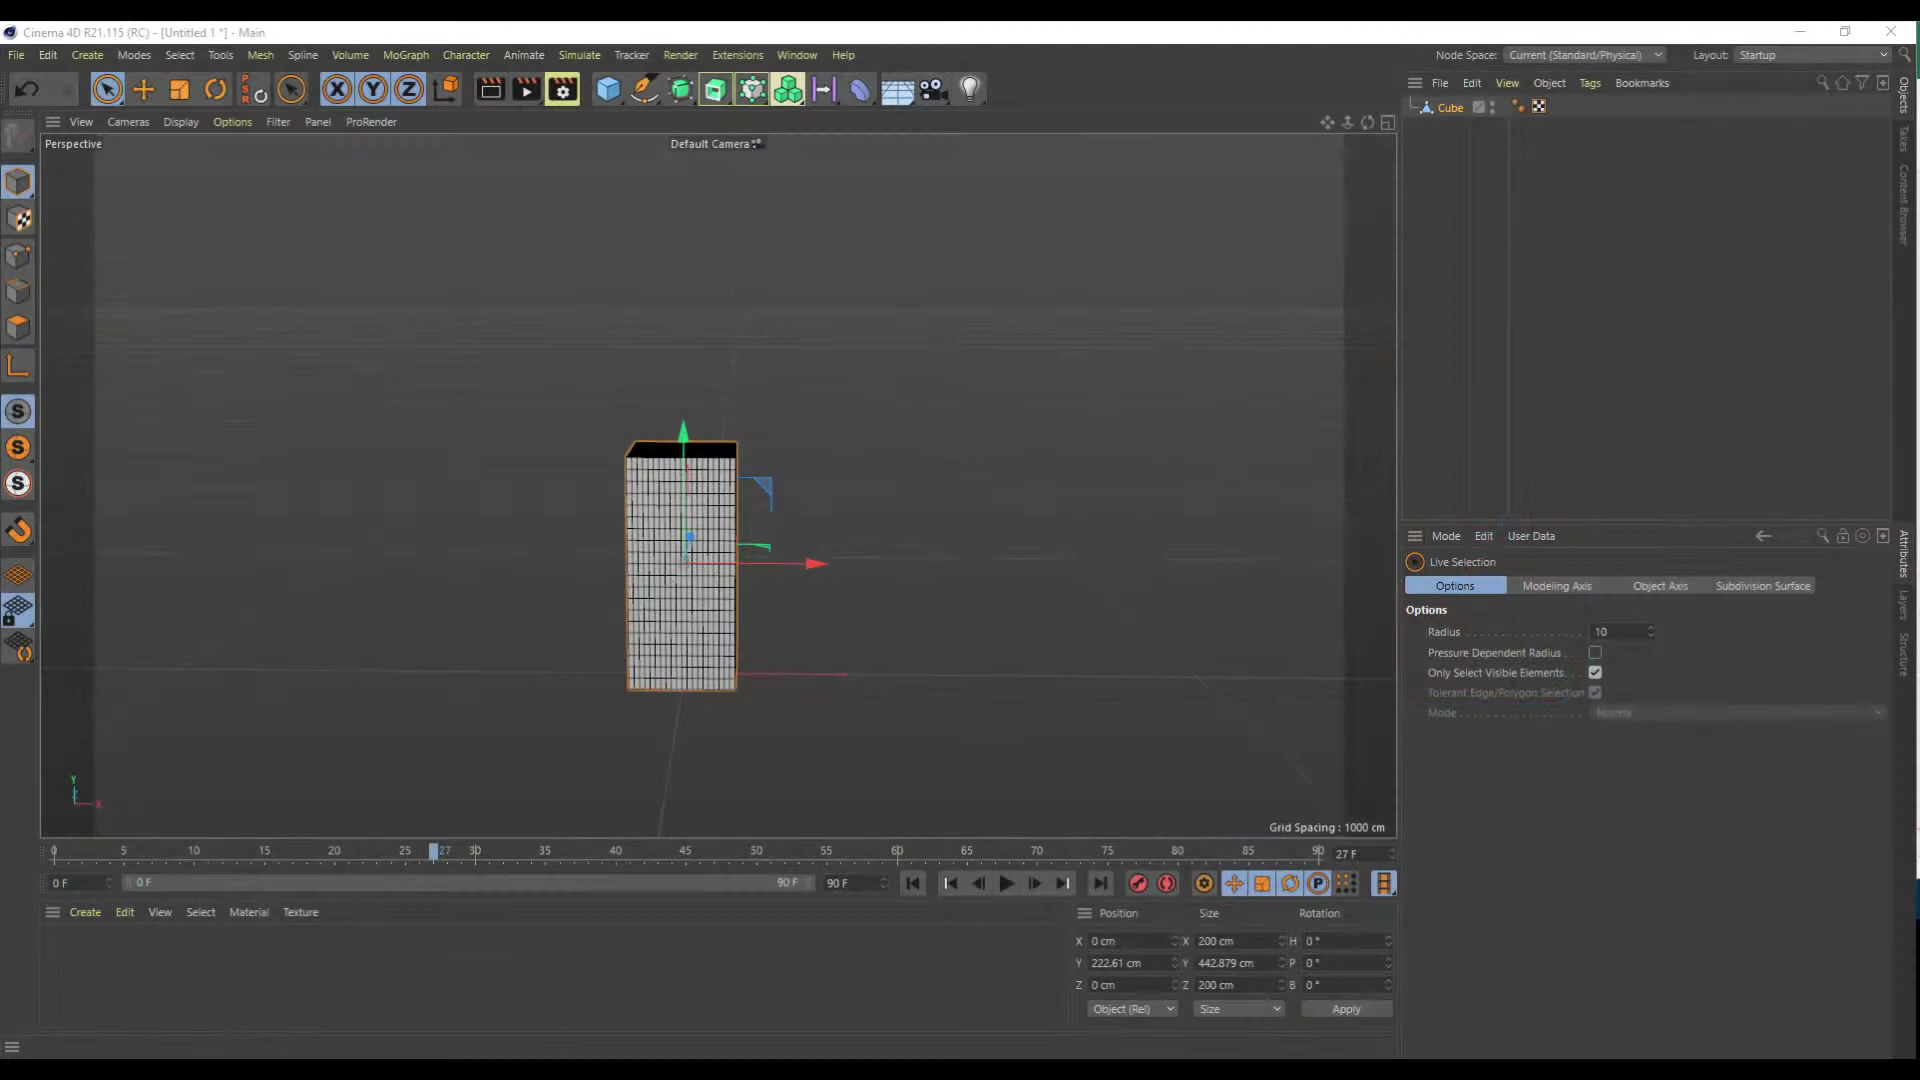 Cinema 4D R21.115 (RC) - [Untitled 1 *] - Main
File Edit Create Modes Select Tools Mesh Spline Volume MoGraph Character Animate Simulate Tracker Render Extensions Window Help Node Space: Current (Standard/Physical) Layout: Startup
PSR X Y Z
File Edit View Object Tags Bookmarks
View Cameras Display Options Filter Panel ProRender
Cube
Perspective
Default Camera
Objects
Takes
Content Browser
Mode Edit User Data
Live Selection
Options Modeling Axis Object Axis Subdivision Surface
Options
Radius 10
Pressure Dependent Radius
Only Select Visible Elements
Tolerant Edge/Polygon Selection
Mode Normal
Attributes
Layers
Structure
S
S
S
Y
Z
X
Grid Spacing : 1000 cm
0 5 10 15 20 25 27 30 35 40 45 50 55 60 65 70 75 80 85 90 27 F
0 F 0 F 90 F 90 F P
Create Edit View Select Material Texture
Position Size Rotation
X 0 cm X 200 cm H 0 °
Y 222.61 cm Y 442.879 cm P 0 °
Z 0 cm Z 200 cm B 0 °
Object (Rel) Size Apply